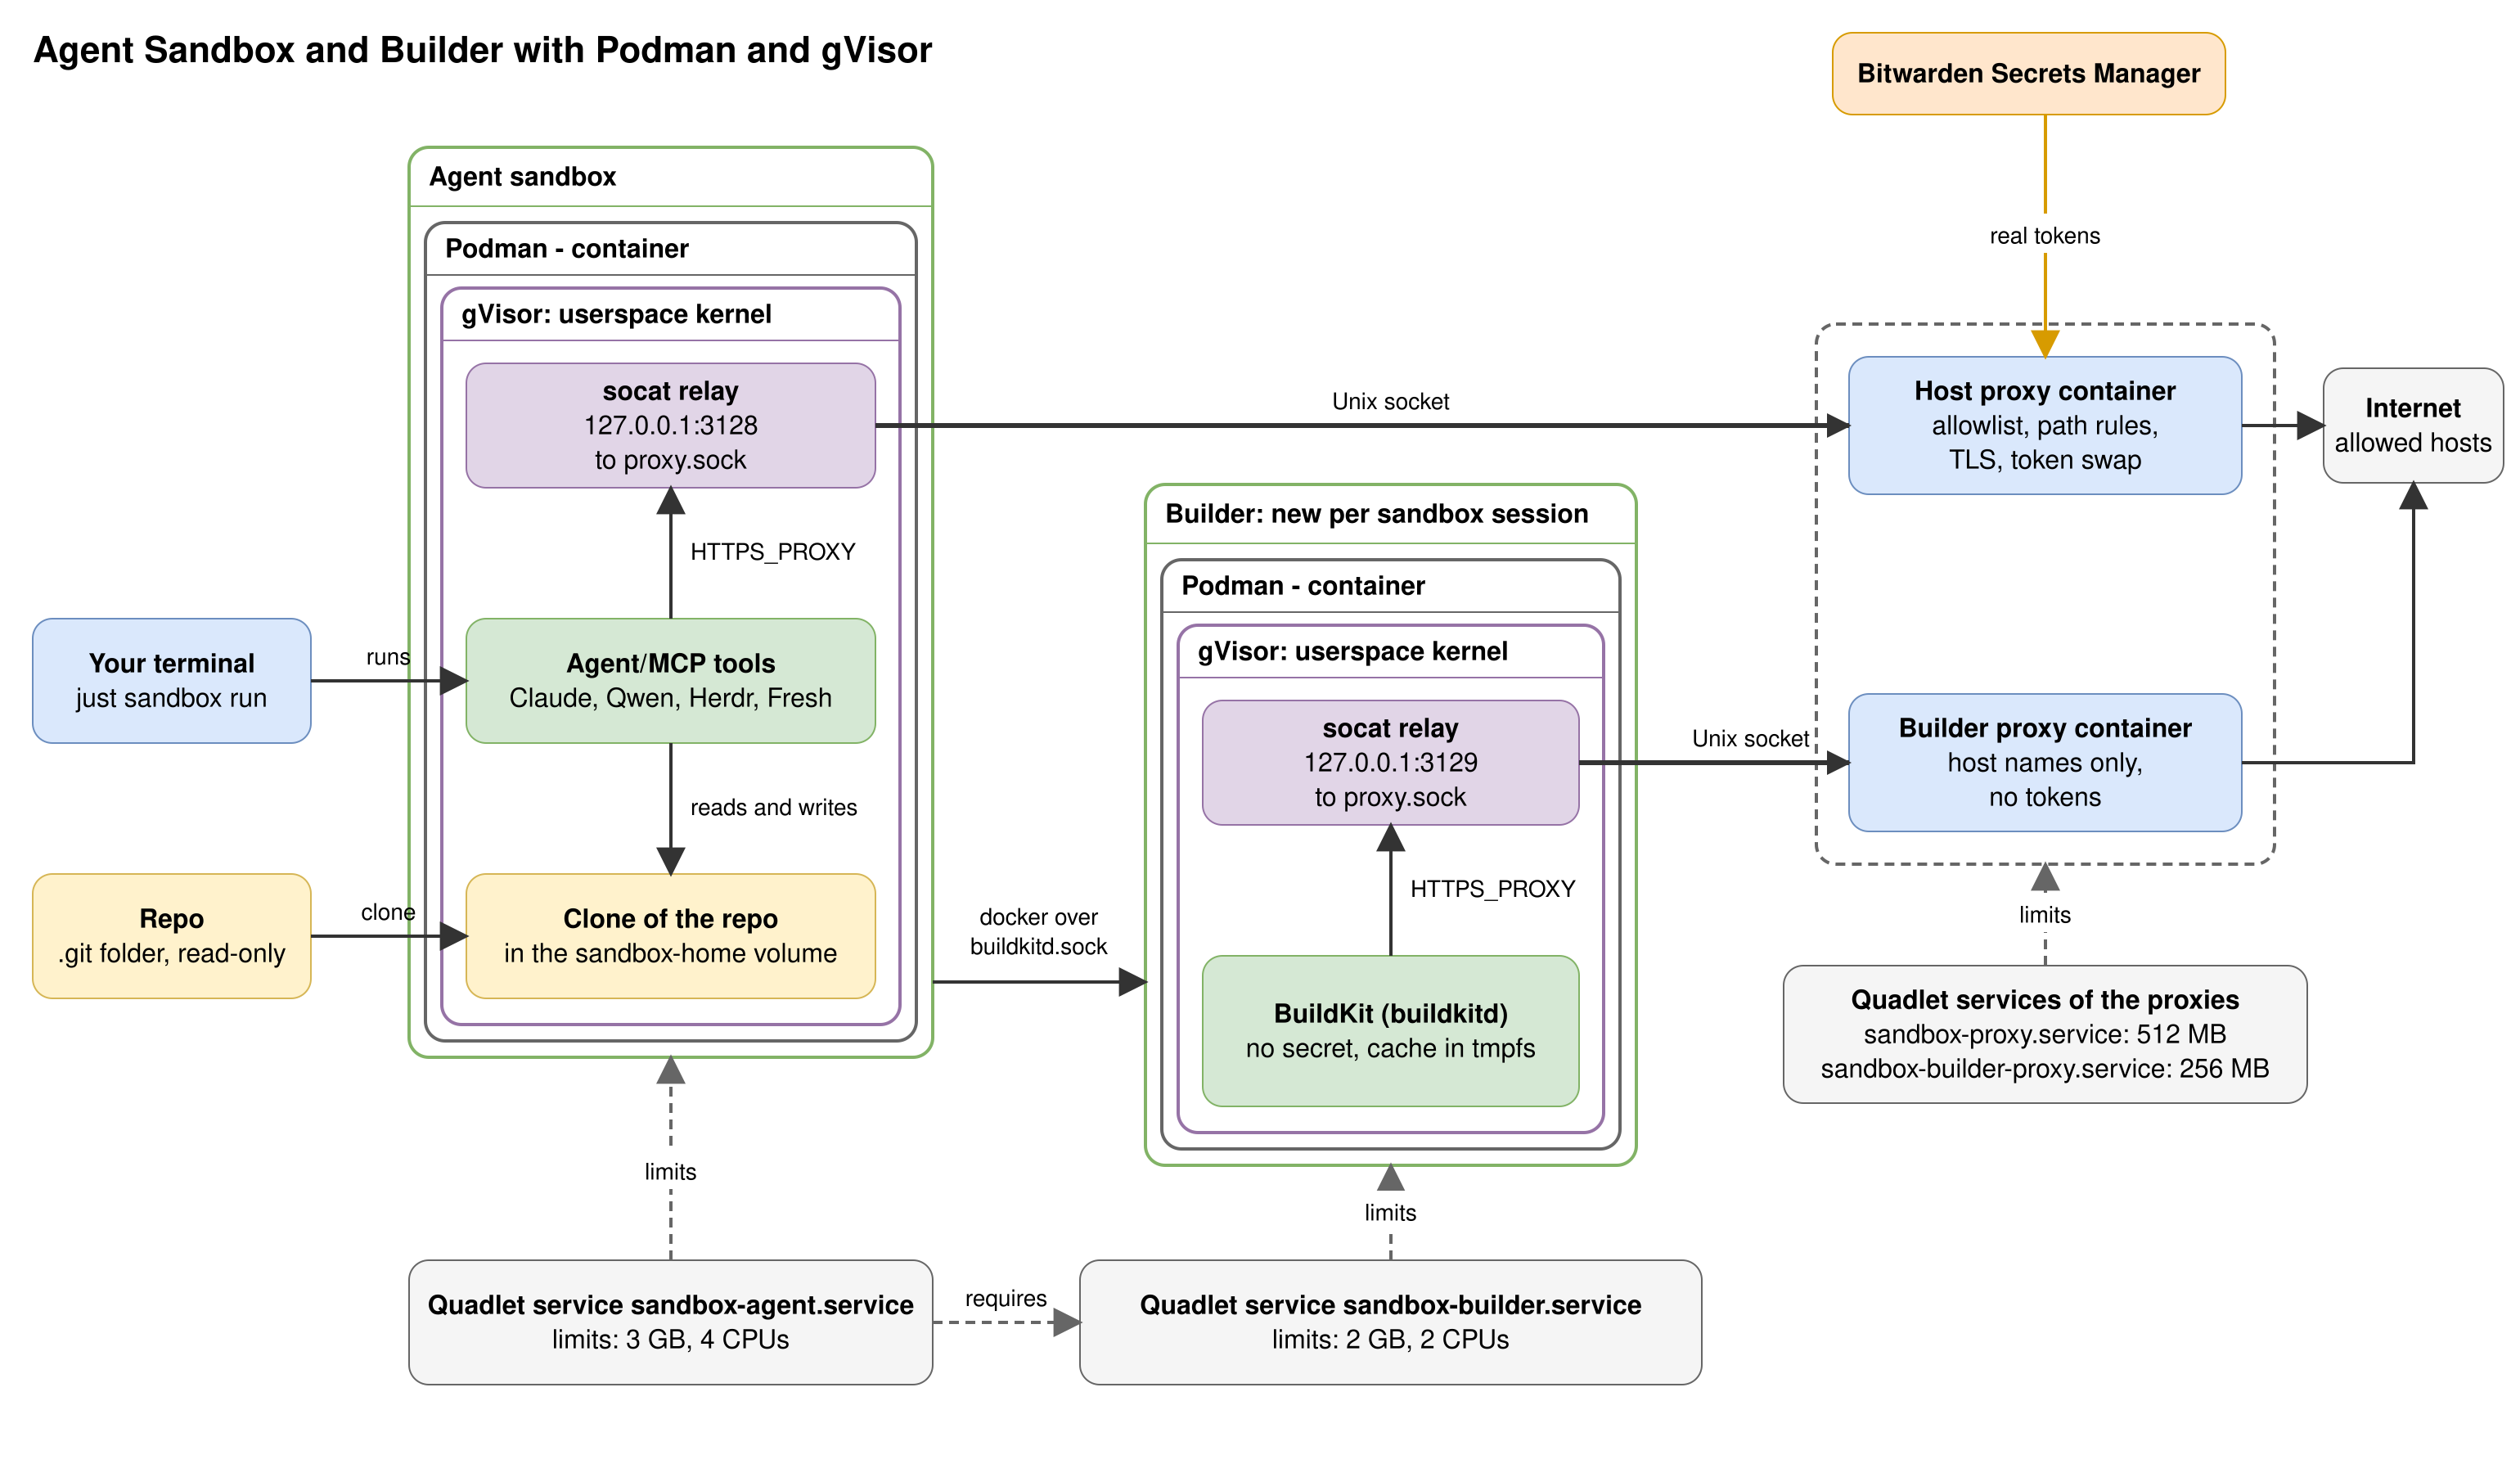 Agent Sandbox and Builder with Podman and gVisor
Bitwarden Secrets Manager
real tokens
Agent sandbox
Podman - container
gVisor: userspace kernel
socat relay
127.0.0.1:3128
to proxy.sock
Unix socket
Host proxy container
allowlist, path rules,
TLS, token swap
Internet
allowed hosts
HTTPS_PROXY
Your terminal
just sandbox run
runs
Agent/MCP tools
Claude, Qwen, Herdr, Fresh
reads and writes
Repo
.git folder, read-only
clone
Clone of the repo
in the sandbox-home volume
docker over
buildkitd.sock
Builder: new per sandbox session
Podman - container
gVisor: userspace kernel
socat relay
127.0.0.1:3129
to proxy.sock
Unix socket
Builder proxy container
host names only,
no tokens
HTTPS_PROXY
BuildKit (buildkitd)
no secret, cache in tmpfs
limits
Quadlet services of the proxies
sandbox-proxy.service: 512 MB
sandbox-builder-proxy.service: 256 MB
limits
limits
Quadlet service sandbox-agent.service
limits: 3 GB, 4 CPUs
requires
Quadlet service sandbox-builder.service
limits: 2 GB, 2 CPUs